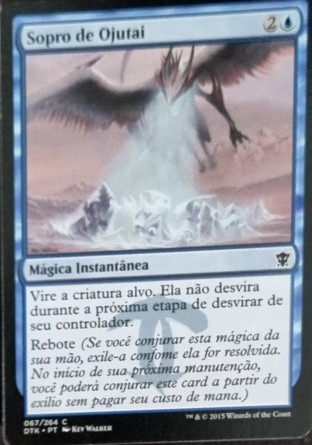 Sopro de Ojutai 2
Mágica Instantânea
Vire a criatura alvo. Ela não desvira
durante a próxima etapa de desvirar de
seu controlador.
Rebote (Se você conjurar esta mágica da
sua mão, exile-a confome ela for resolvida.
No início de sua próxima manutenção,
você poderá conjurar este card a partir do
exílio sem pagar seu custo de mana.)
067/264 C
DTK • PT Kev Walker
™ & © 2015 Wizards of the Coast